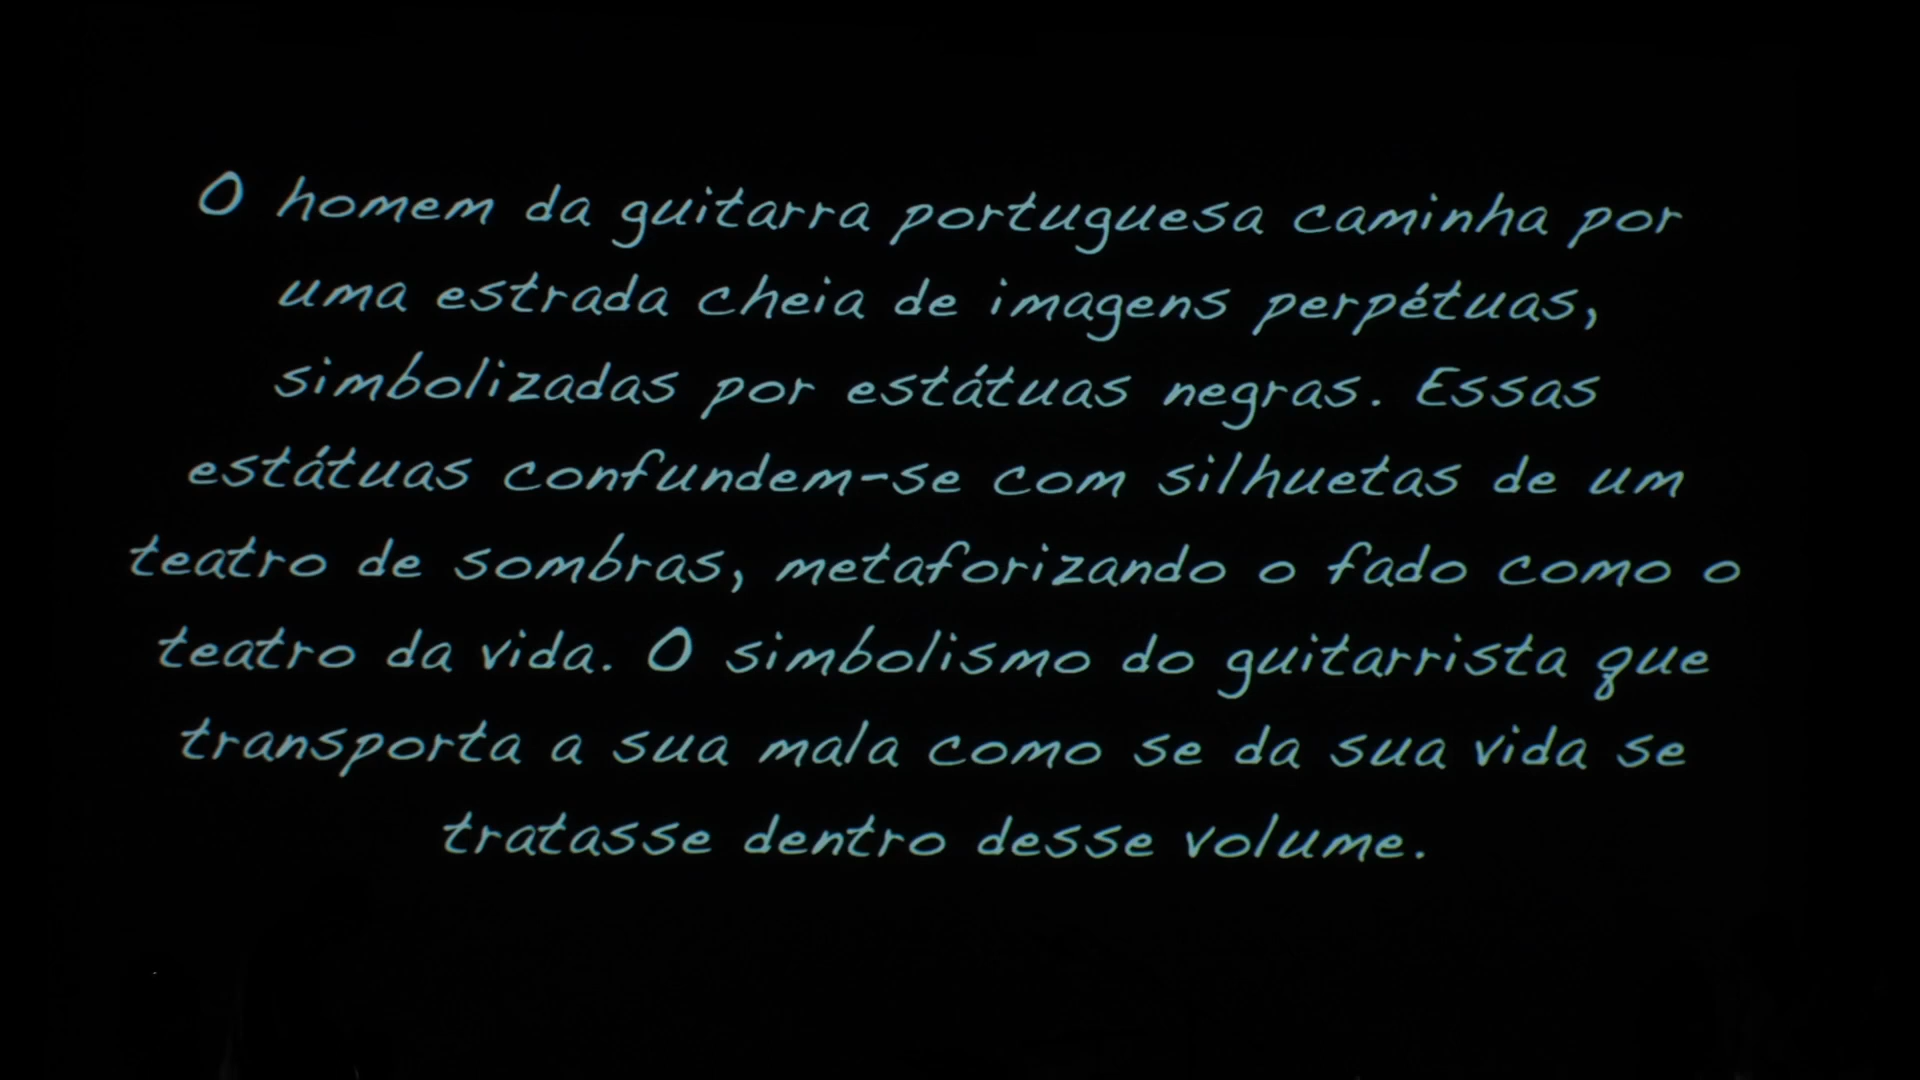 O homem da guitarra portuguesa caminha por
uma estrada cheia de imagens perpétuas,
simbolizadas por estátuas negras. Essas
estátuas confundem-se com silhuetas de um
teatro de sombras, metaforizando o fado como o
teatro da vida. O simbolismo do guitarrista que
transporta a sua mala como se da sua vida se
tratasse dentro desse volume.